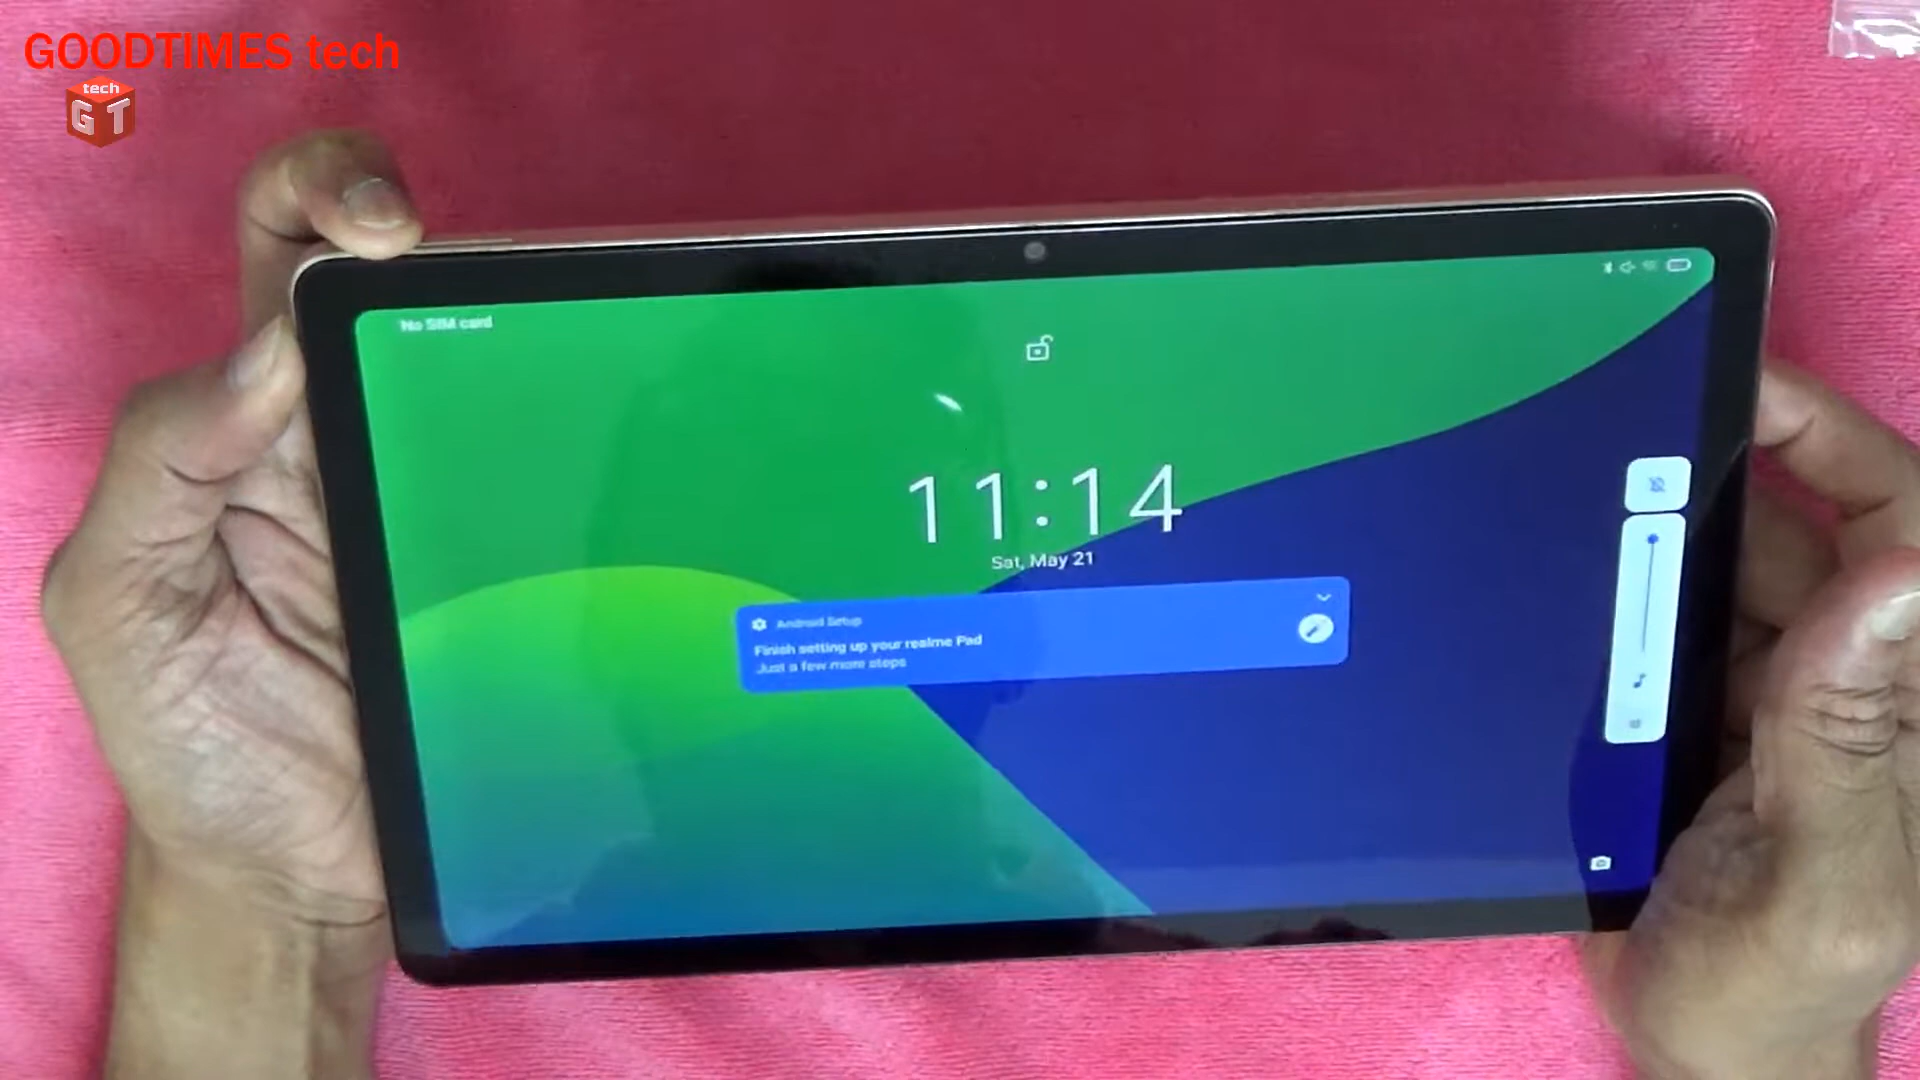 GOODTIMES tech
tech
GT
No SIM card
11:14
Sat, May 21
Android Setup
Finish setting up your realme Pad
Just a few more steps